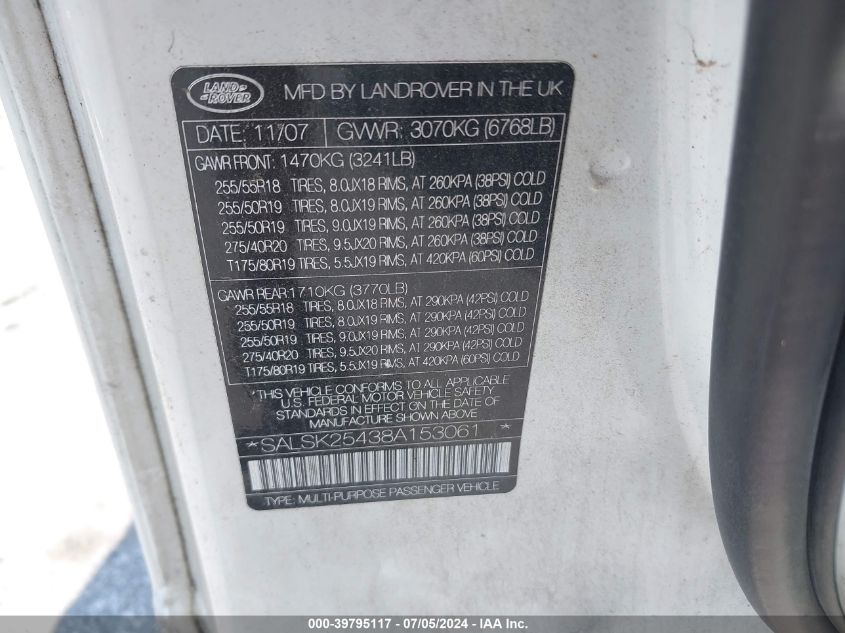 LAND ROVER
MFD BY LANDROVER IN THE UK
DATE: 11/07 GVWR: 3070KG (6768LB)
GAWR FRONT: 1470KG (3241LB)
255/55R18 TIRES, 8.0JX18 RIMS, AT 260KPA (38PSI) COLD
255/50R19 TIRES, 8.0JX19 RIMS, AT 260KPA (38PSI) COLD
255/50R19 TIRES, 9.0JX19 RIMS, AT 260KPA (38PSI) COLD
275/40R20 TIRES, 9.5JX20 RIMS, AT 260KPA (38PSI) COLD
T175/80R19 TIRES, 5.5JX19 RIMS, AT 420KPA (60PSI) COLD
GAWR REAR: 1710KG (3770LB)
255/55R18 TIRES, 8.0JX18 RIMS, AT 290KPA (42PSI) COLD
255/50R19 TIRES, 8.0JX19 RIMS, AT 290KPA (42PSI) COLD
255/50R19 TIRES, 9.0JX19 RIMS, AT 290KPA (42PSI) COLD
275/40R20 TIRES, 9.5JX20 RIMS, AT 290KPA (42PSI) COLD
T175/80R19 TIRES, 5.5JX19 RIMS, AT 420KPA (60PSI) COLD
*THIS VEHICLE CONFORMS TO ALL APPLICABLE
U.S. FEDERAL MOTOR VEHICLE SAFETY
STANDARDS IN EFFECT ON THE DATE OF
MANUFACTURE SHOWN ABOVE
*SALSK25438A153061 *
TYPE: MULTI-PURPOSE PASSENGER VEHICLE
000-39795117 - 07/05/2024 - IAA Inc.